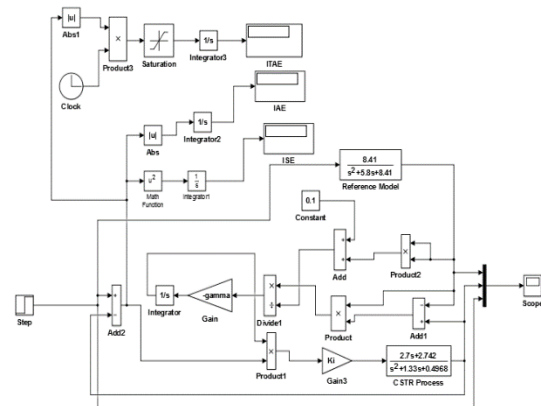 |u|
Abs1
×
Product3
Saturation
1/s
Integrator3
ITAE
Clock
IAE
|u|
Abs
1/s
Integrator2
ISE
u²
Math
Function
1/s
Integrator1
8.41
s²+5.8s+8.41
Reference Model
0.1
Constant
+
+
Add
×
Product2
Step
+
−
Add2
1/s
Integrator
-gamma
Gain
×
÷
Divide1
×
Product
+
−
Add1
Scope
×
Product1
Ki
Gain3
2.7s+2.742
s²+1.33s+0.4968
CSTR Process